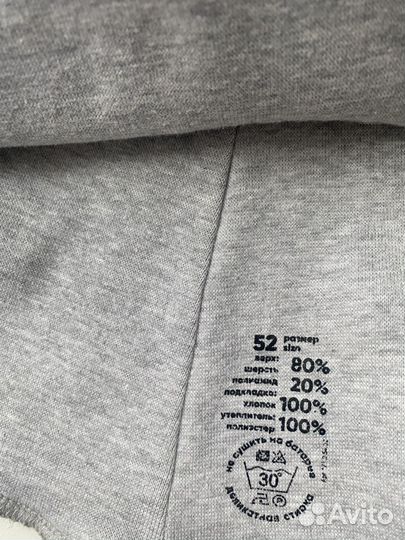 52 размер
size
верх:
шерсть 80%
полиамид 20%
подкладка:
хлопок 100%
утеплитель:
полиэстер 100%
не сушить на батарее
30°
деликатная стирка
Avito